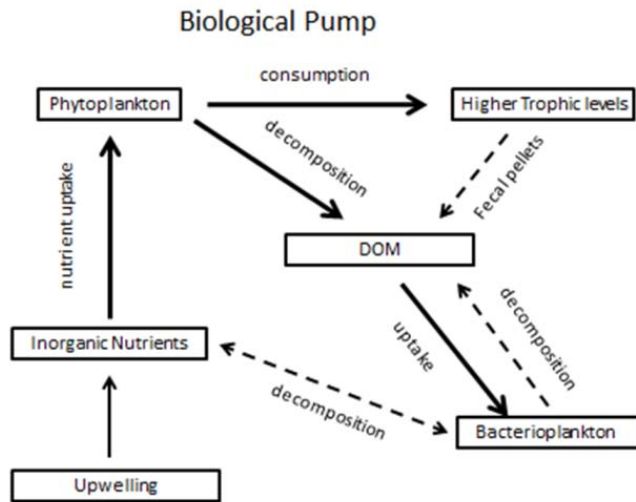 Biological Pump
consumption
Phytoplankton
Higher Trophic levels
decomposition
Fecal pellets
nutrient uptake
DOM
uptake
decomposition
Inorganic Nutrients
decomposition
Bacterioplankton
Upwelling